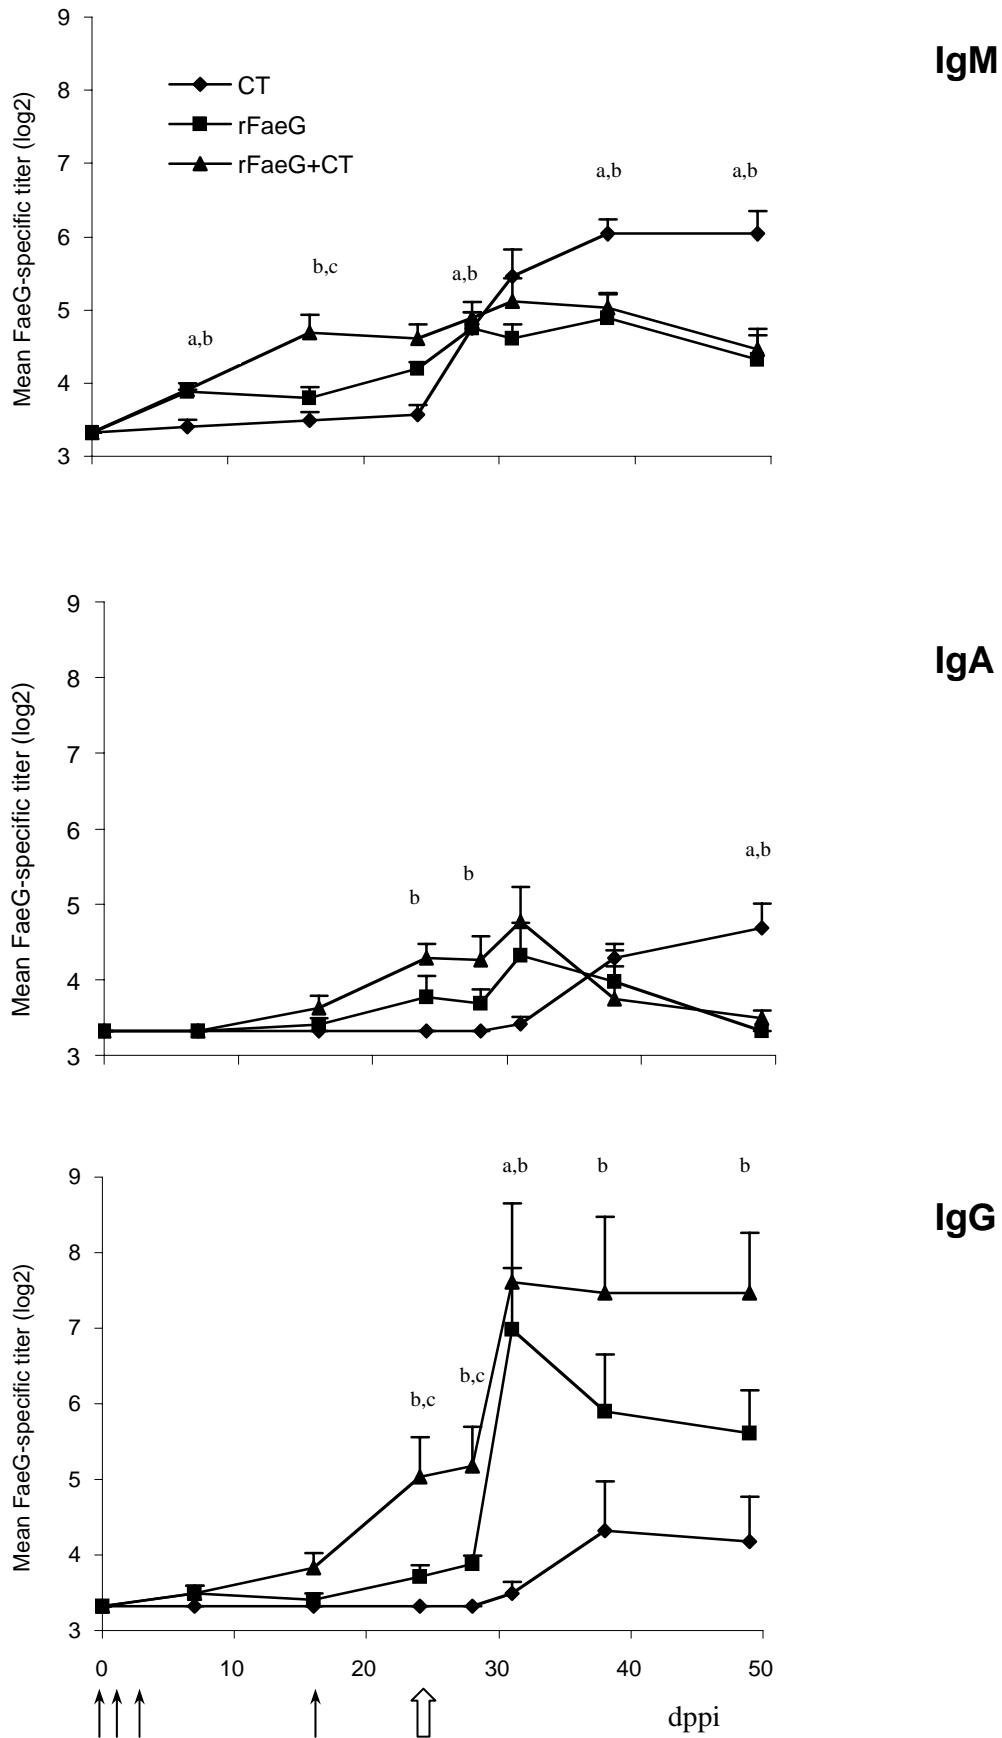 IgM
9
8
7
6
5
4
3
Mean FaeG-specific titer (log2)
CT
rFaeG
rFaeG+CT
a,b
b,c
a,b
a,b
a,b
IgA
9
8
7
6
5
4
3
Mean FaeG-specific titer (log2)
b
b
a,b
IgG
9
8
7
6
5
4
3
Mean FaeG-specific titer (log2)
b,c
b,c
a,b
b
b
0 10 20 30 40 50
dppi